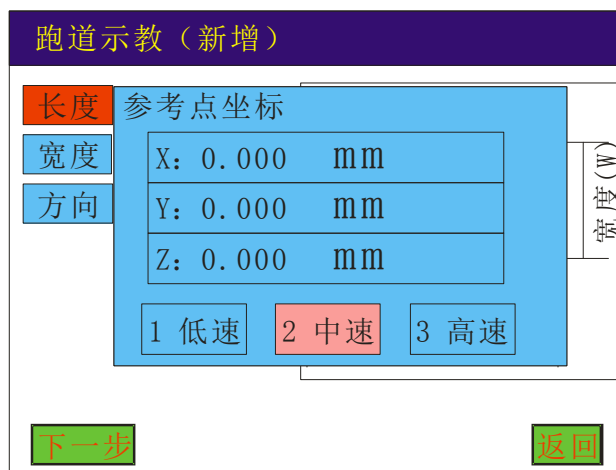 跑道示教（新增）
长度
参考点坐标
宽度
X: 0.000 mm
方向
Y: 0.000 mm
Z: 0.000 mm
宽度(W)
1 低速
2 中速
3 高速
下一步
返回